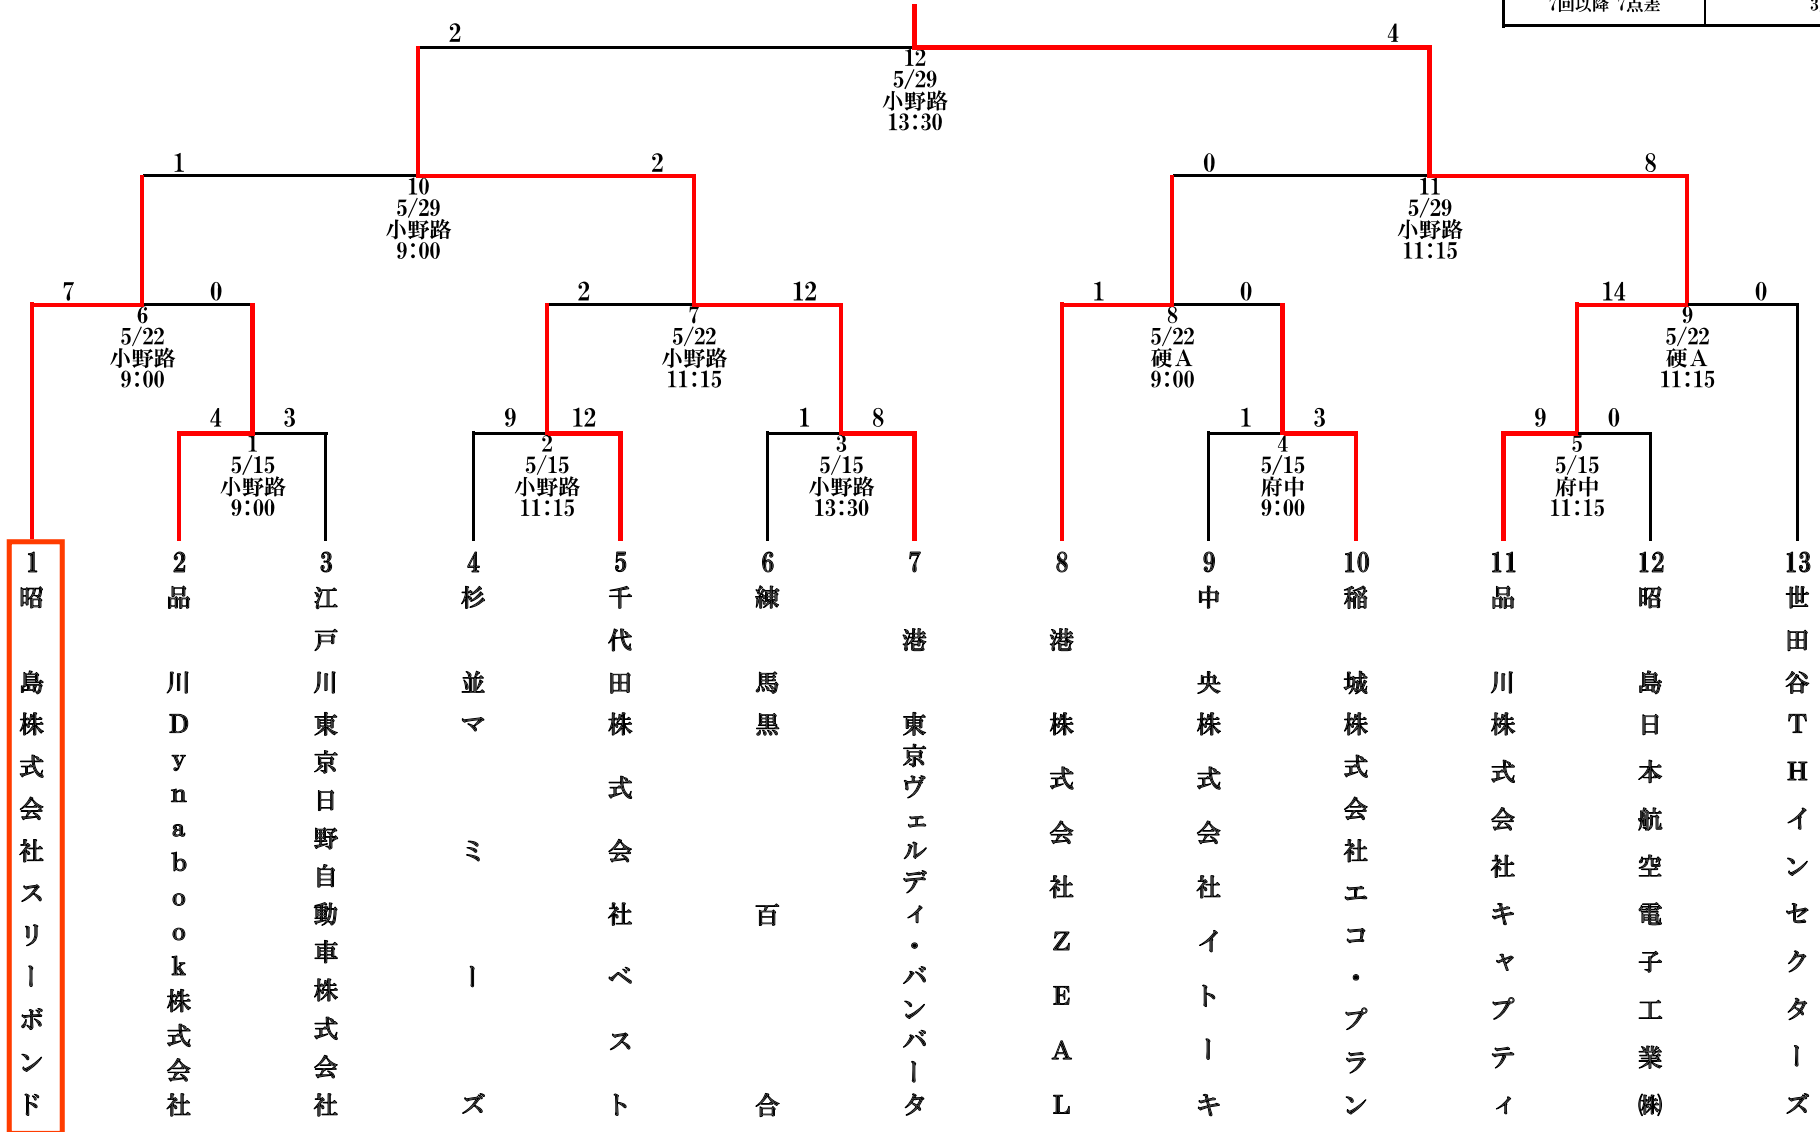 7回以降 7点差 3
2 4
12
5/29
小野路
13:30
1 2
10
5/29
小野路
9:00
0 8
11
5/29
小野路
11:15
7 0
6
5/22
小野路
9:00
2 12
7
5/22
小野路
11:15
1 0
8
5/22
硬A
9:00
14 0
9
5/22
硬A
11:15
4 3
1
5/15
小野路
9:00
9 12
2
5/15
小野路
11:15
1 8
3
5/15
小野路
13:30
1 3
4
5/15
府中
9:00
9 0
5
5/15
府中
11:15
1
昭島株式会社スリーボンド
2
品川Dynabook株式会社
3
江戸川東京日野自動車株式会社
4
杉並マミーズ
5
千代田株式会社ベスト
6
練馬黒百合
7
港東京ヴェルディ・バンバータ
8
港株式会社ZEAL
9
中央株式会社イトーキ
10
稲城株式会社エコ・プラン
11
品川株式会社キャプティ
12
昭島日本航空電子工業㈱
13
世田谷THインセクターズ